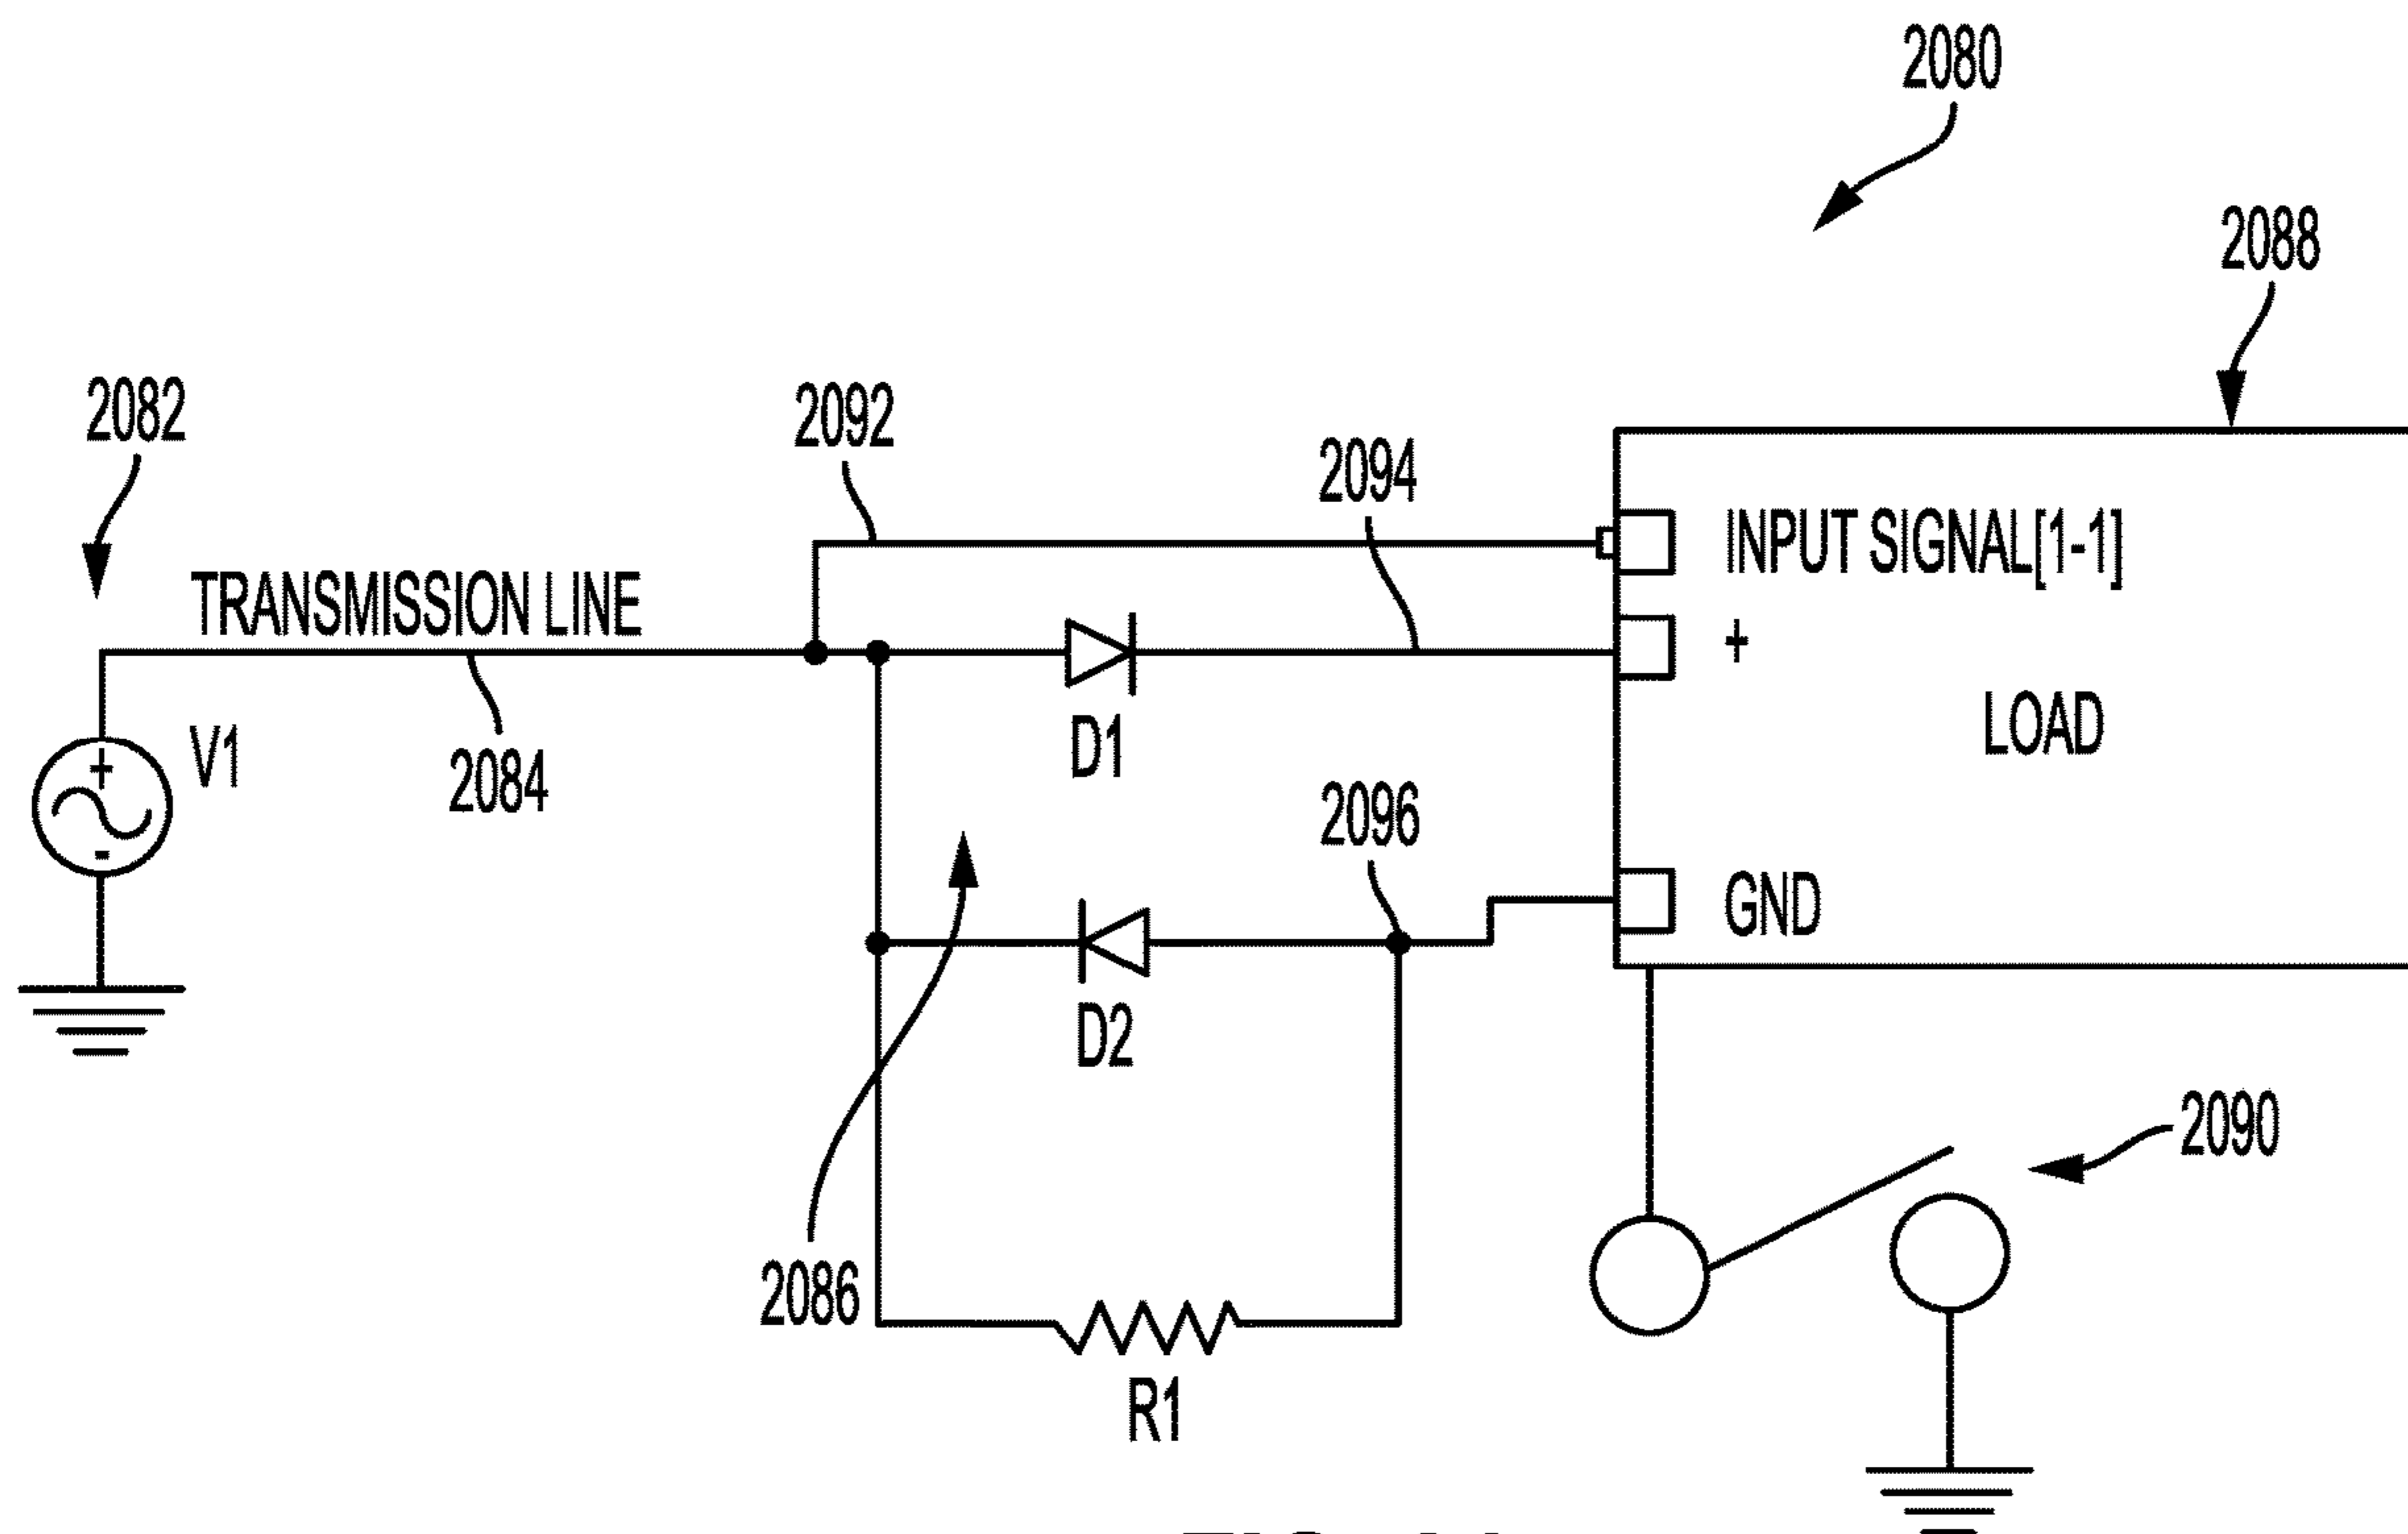 2080
2088
2082
2092
2094
INPUT SIGNAL[1-1]
TRANSMISSION LINE
+
V1
2084
D1
LOAD
+
-
2096
GND
D2
2090
2086
R1